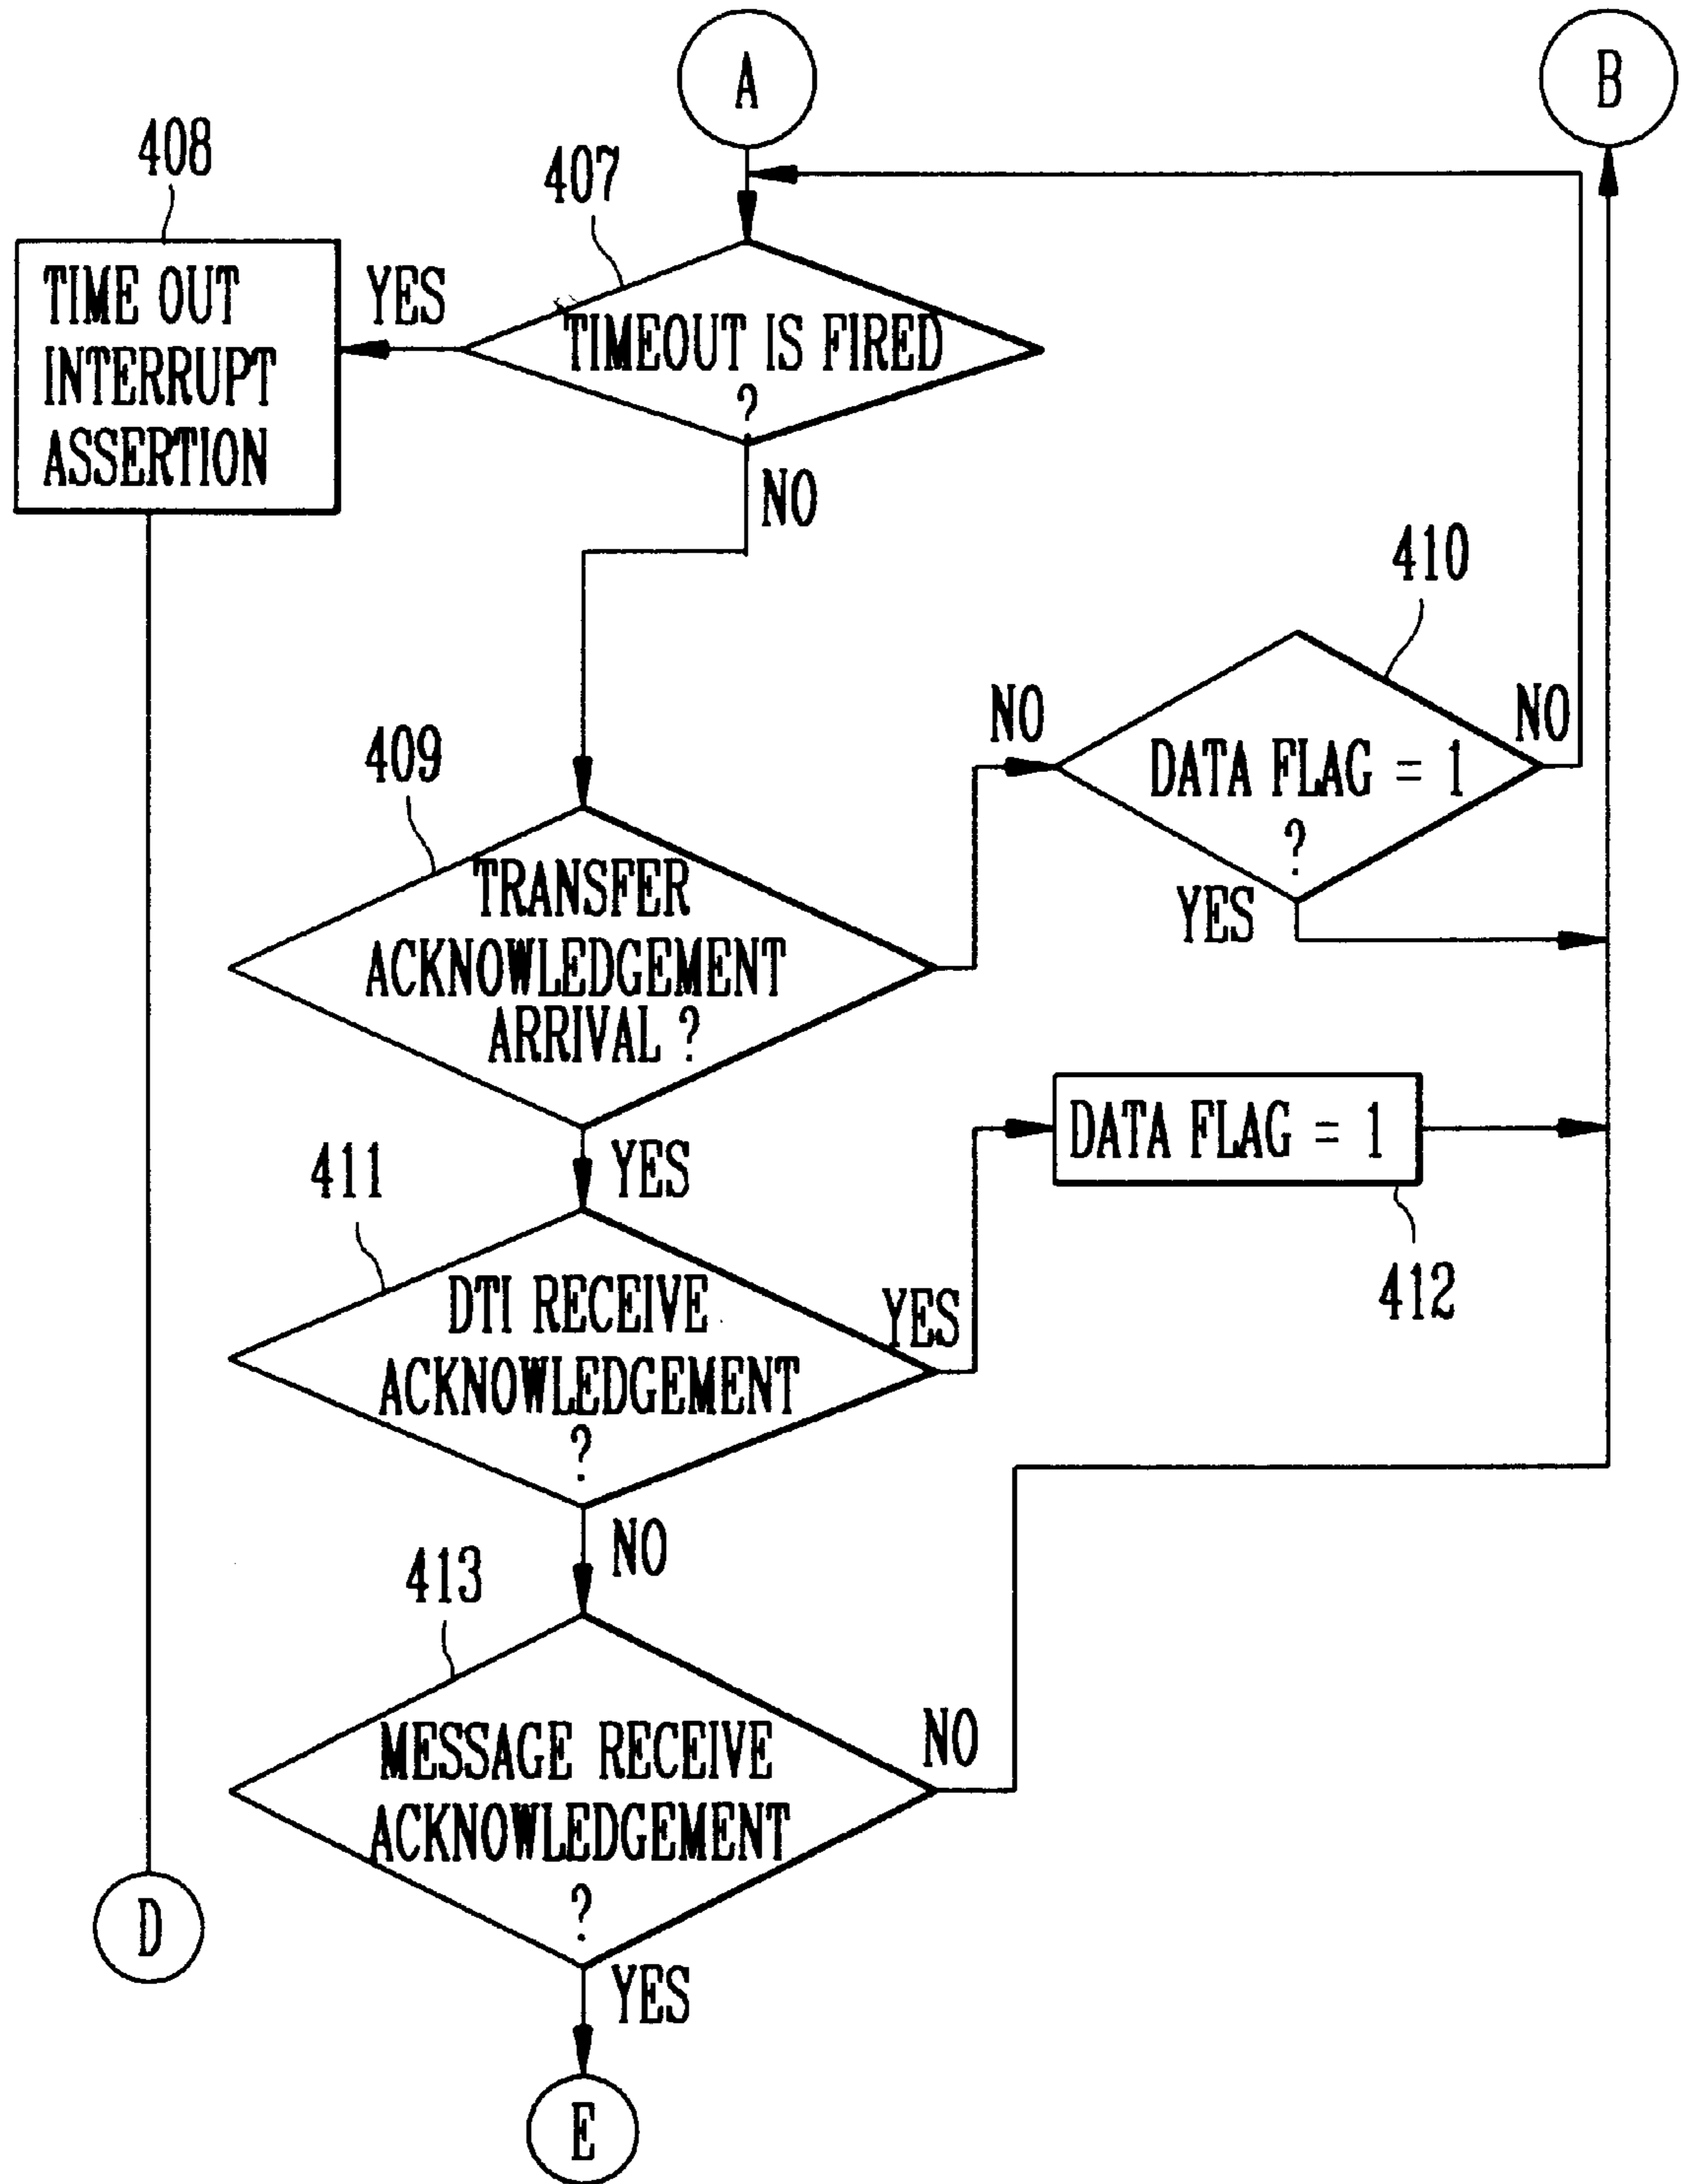 A
B
408
407
TIME OUT
INTERRUPT
ASSERTION
YES
TIMEOUT IS FIRED
?
NO
410
NO
NO
DATA FLAG = 1
?
YES
409
TRANSFER
ACKNOWLEDGEMENT
ARRIVAL ?
YES
DATA FLAG = 1
412
411
DTI RECEIVE
ACKNOWLEDGEMENT
?
YES
NO
413
MESSAGE RECEIVE
ACKNOWLEDGEMENT
?
NO
YES
D
E